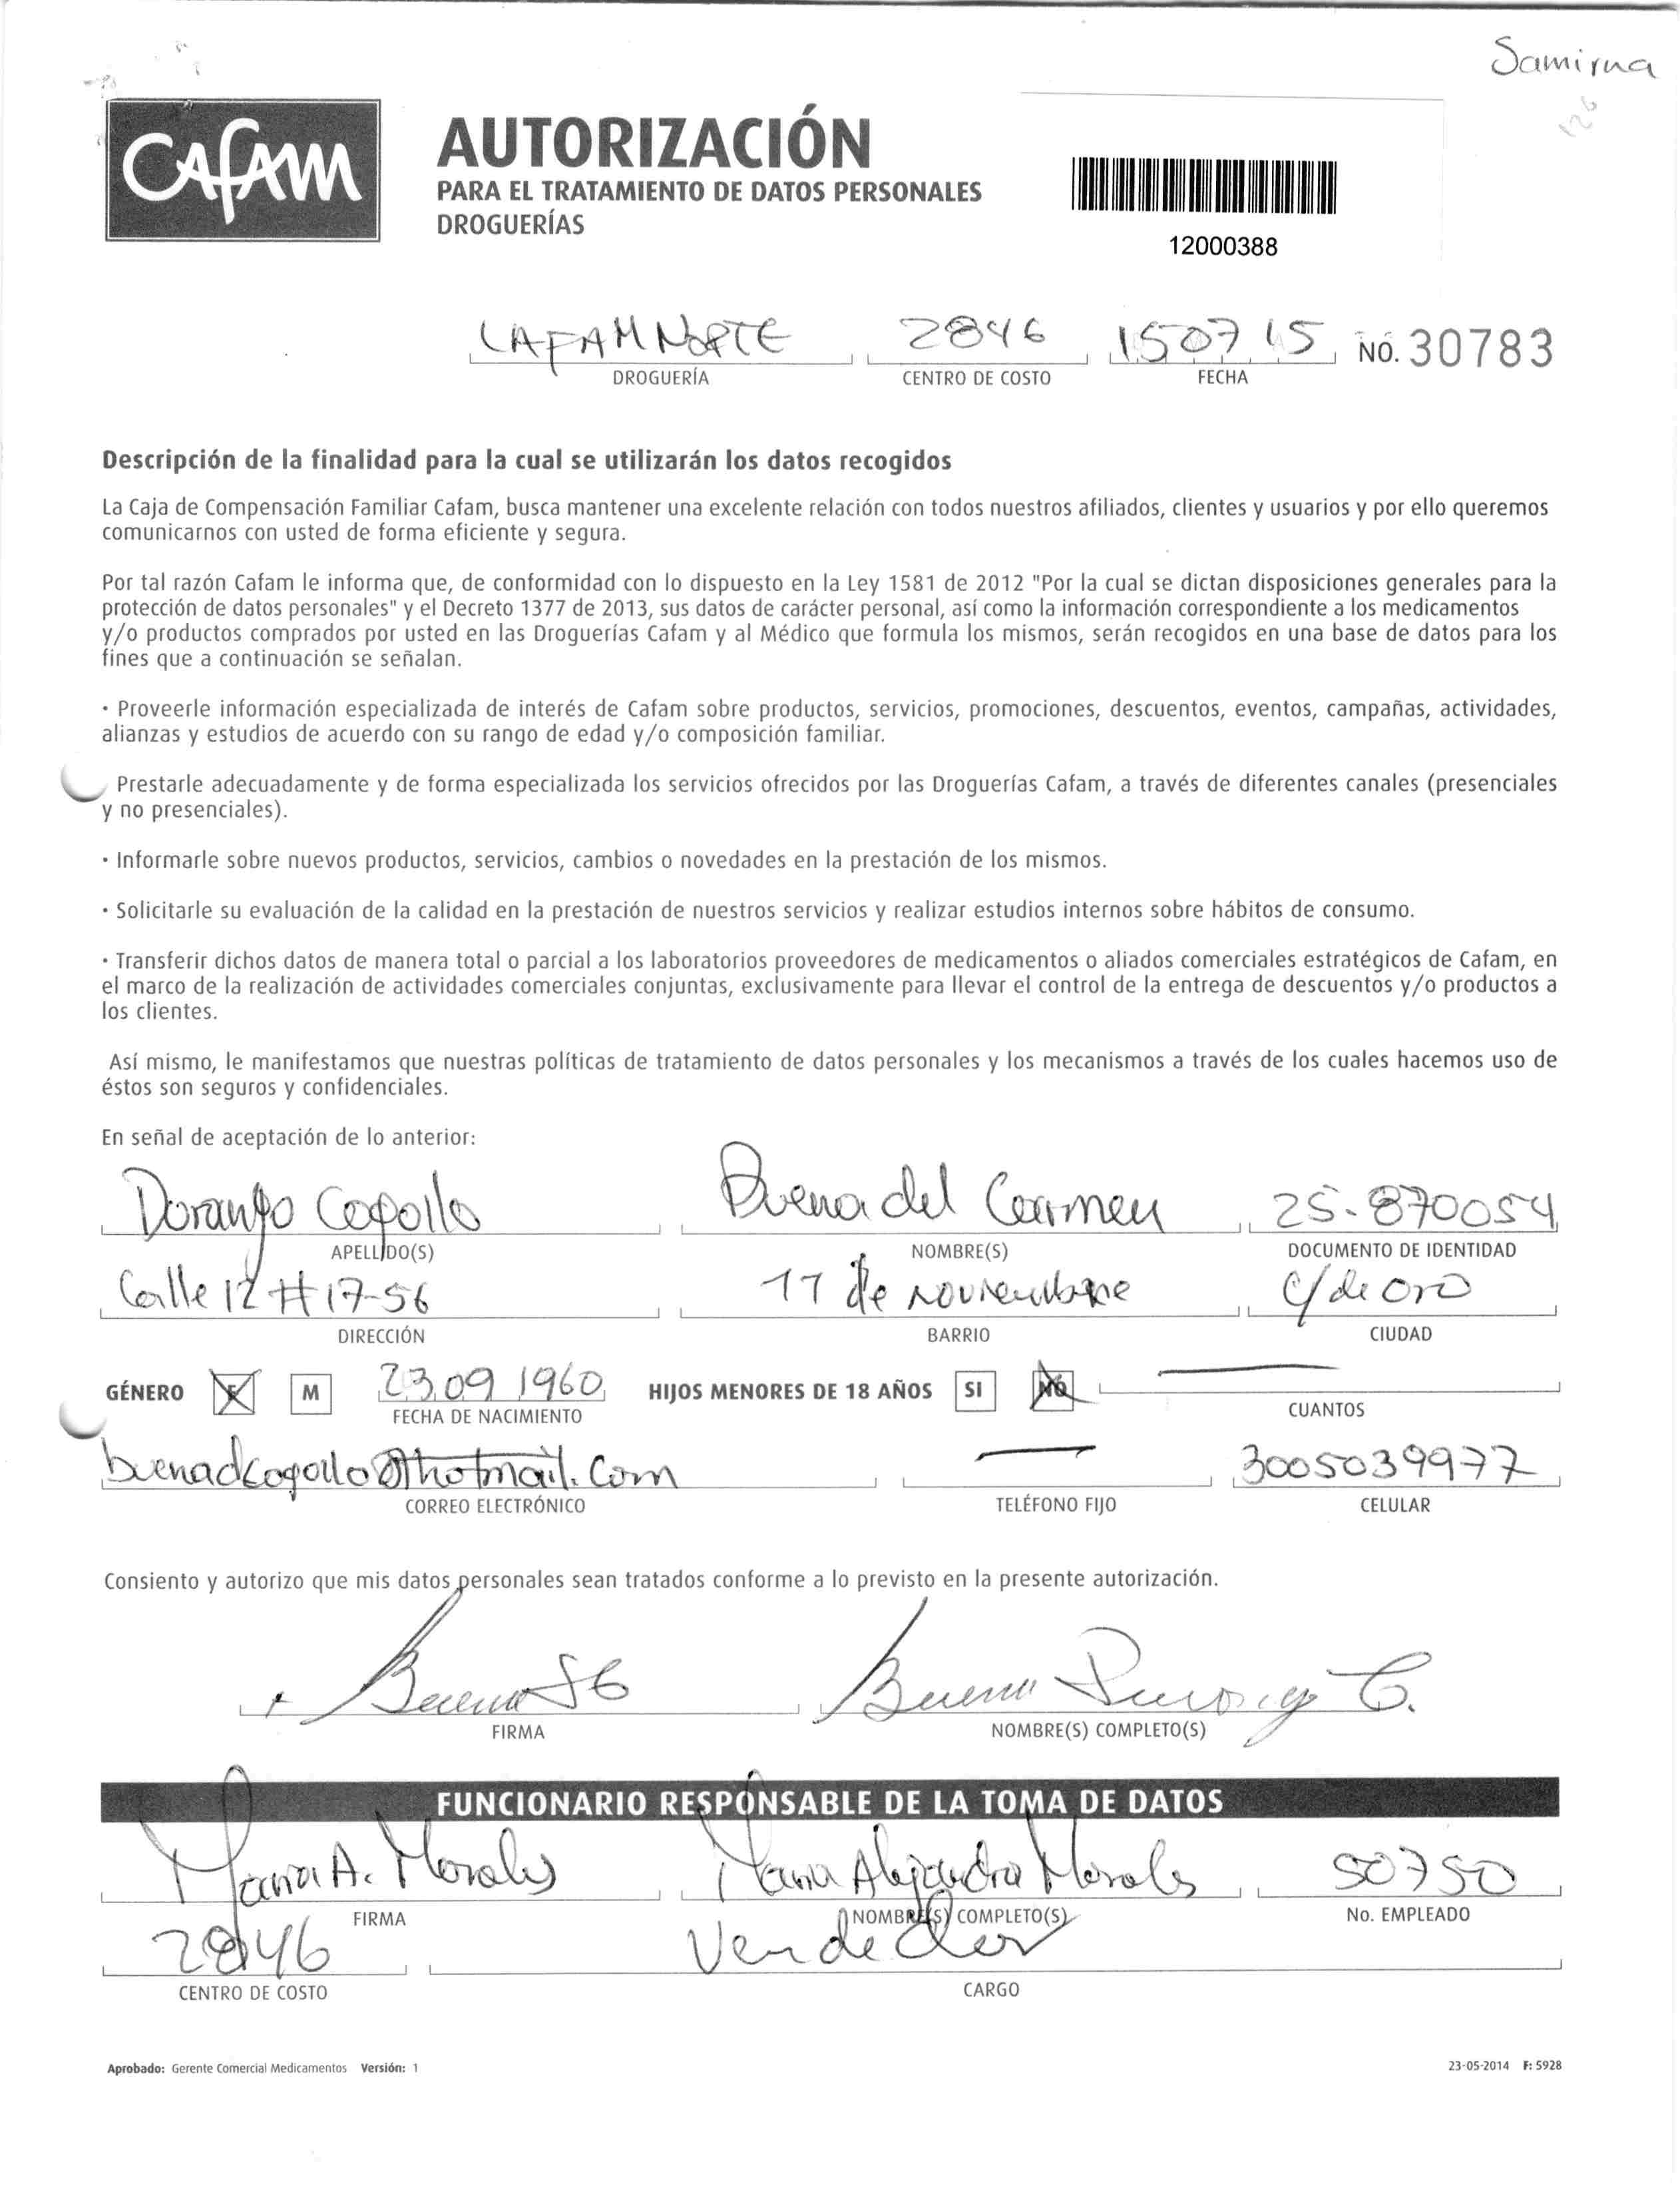 Samirna
CAFAM
AUTORIZACIÓN
PARA EL TRATAMIENTO DE DATOS PERSONALES
DROGUERÍAS
12000388
CAFAM NORTE 2846 150715 NO. 30783
DROGUERÍA CENTRO DE COSTO FECHA
Descripción de la finalidad para la cual se utilizarán los datos recogidos
La Caja de Compensación Familiar Cafam, busca mantener una excelente relación con todos nuestros afiliados, clientes y usuarios y por ello queremos
comunicarnos con usted de forma eficiente y segura.
Por tal razón Cafam le informa que, de conformidad con lo dispuesto en la Ley 1581 de 2012 "Por la cual se dictan disposiciones generales para la
protección de datos personales" y el Decreto 1377 de 2013, sus datos de carácter personal, así como la información correspondiente a los medicamentos
y/o productos comprados por usted en las Droguerías Cafam y al Médico que formula los mismos, serán recogidos en una base de datos para los
fines que a continuación se señalan.
· Proveerle información especializada de interés de Cafam sobre productos, servicios, promociones, descuentos, eventos, campañas, actividades,
alianzas y estudios de acuerdo con su rango de edad y/o composición familiar.
Prestarle adecuadamente y de forma especializada los servicios ofrecidos por las Droguerías Cafam, a través de diferentes canales (presenciales
y no presenciales).
· Informarle sobre nuevos productos, servicios, cambios o novedades en la prestación de los mismos.
· Solicitarle su evaluación de la calidad en la prestación de nuestros servicios y realizar estudios internos sobre hábitos de consumo.
· Transferir dichos datos de manera total o parcial a los laboratorios proveedores de medicamentos o aliados comerciales estratégicos de Cafam, en
el marco de la realización de actividades comerciales conjuntas, exclusivamente para llevar el control de la entrega de descuentos y/o productos a
los clientes.
Así mismo, le manifestamos que nuestras políticas de tratamiento de datos personales y los mecanismos a través de los cuales hacemos uso de
éstos son seguros y confidenciales.
En señal de aceptación de lo anterior:
Dorango Cogollo Buena del Carmen 25.870054
APELLIDO(S) NOMBRE(S) DOCUMENTO DE IDENTIDAD
Calle 12 # 17-56 11 de noviembre C/de oro
DIRECCIÓN BARRIO CIUDAD
GÉNERO F M 23 09 1960 HIJOS MENORES DE 18 AÑOS SI NO —
FECHA DE NACIMIENTO CUANTOS
buenadcogollo@hotmail.com — 3005039977
CORREO ELECTRÓNICO TELÉFONO FIJO CELULAR
Consiento y autorizo que mis datos personales sean tratados conforme a lo previsto en la presente autorización.
Buena Buena C.
FIRMA NOMBRE(S) COMPLETO(S)
FUNCIONARIO RESPONSABLE DE LA TOMA DE DATOS
Maria A. Morales Maria Alejandra Morales 50750
FIRMA NOMBRE(S) COMPLETO(S) No. EMPLEADO
2846 Vendedor
CENTRO DE COSTO CARGO
Aprobado: Gerente Comercial Medicamentos Versión: 1 23-05-2014 F: 5928